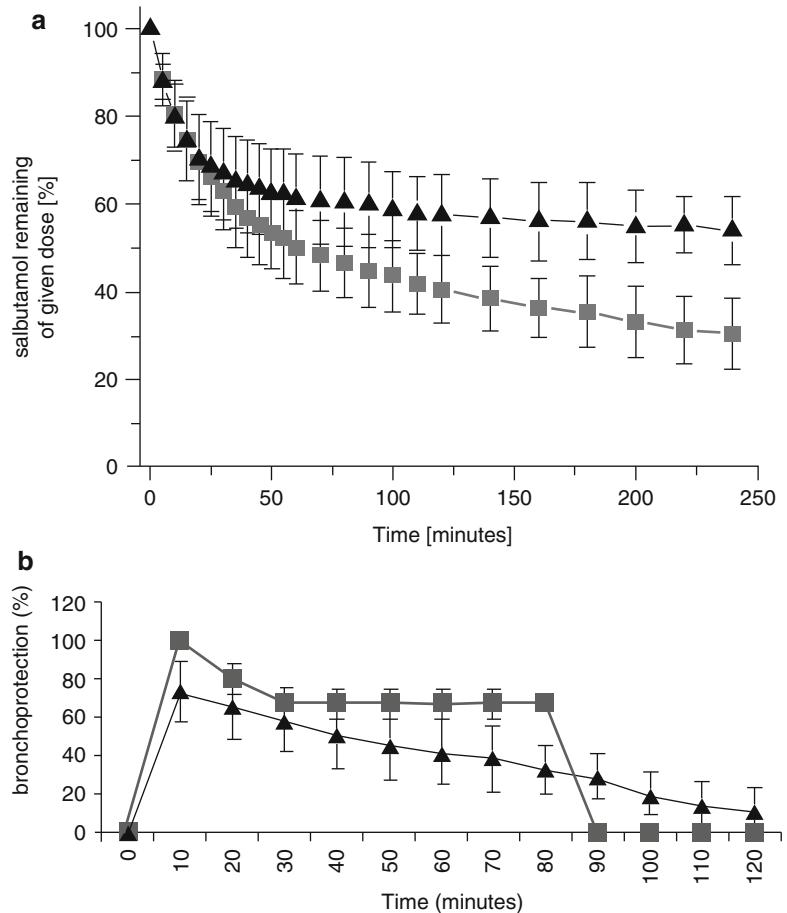 a
100
80
60
40
20
0
salbutamol remaining
of given dose [%]
0 50 100 150 200 250
Time [minutes]
b
120
100
80
60
40
20
0
bronchoprotection (%)
0 10 20 30 40 50 60 70 80 90 100 110 120
Time (minutes)